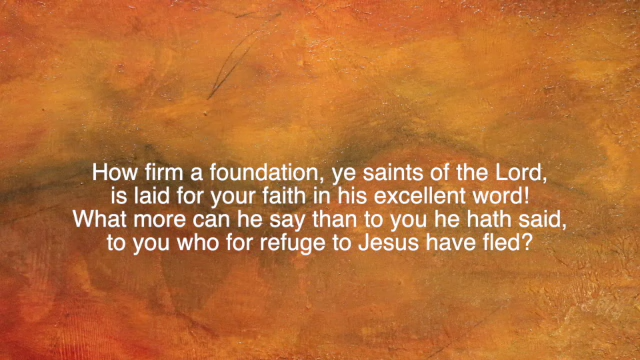 How firm a foundation, ye saints of the Lord,
is laid for your faith in his excellent word!
What more can he say than to you he hath said,
to you who for refuge to Jesus have fled?